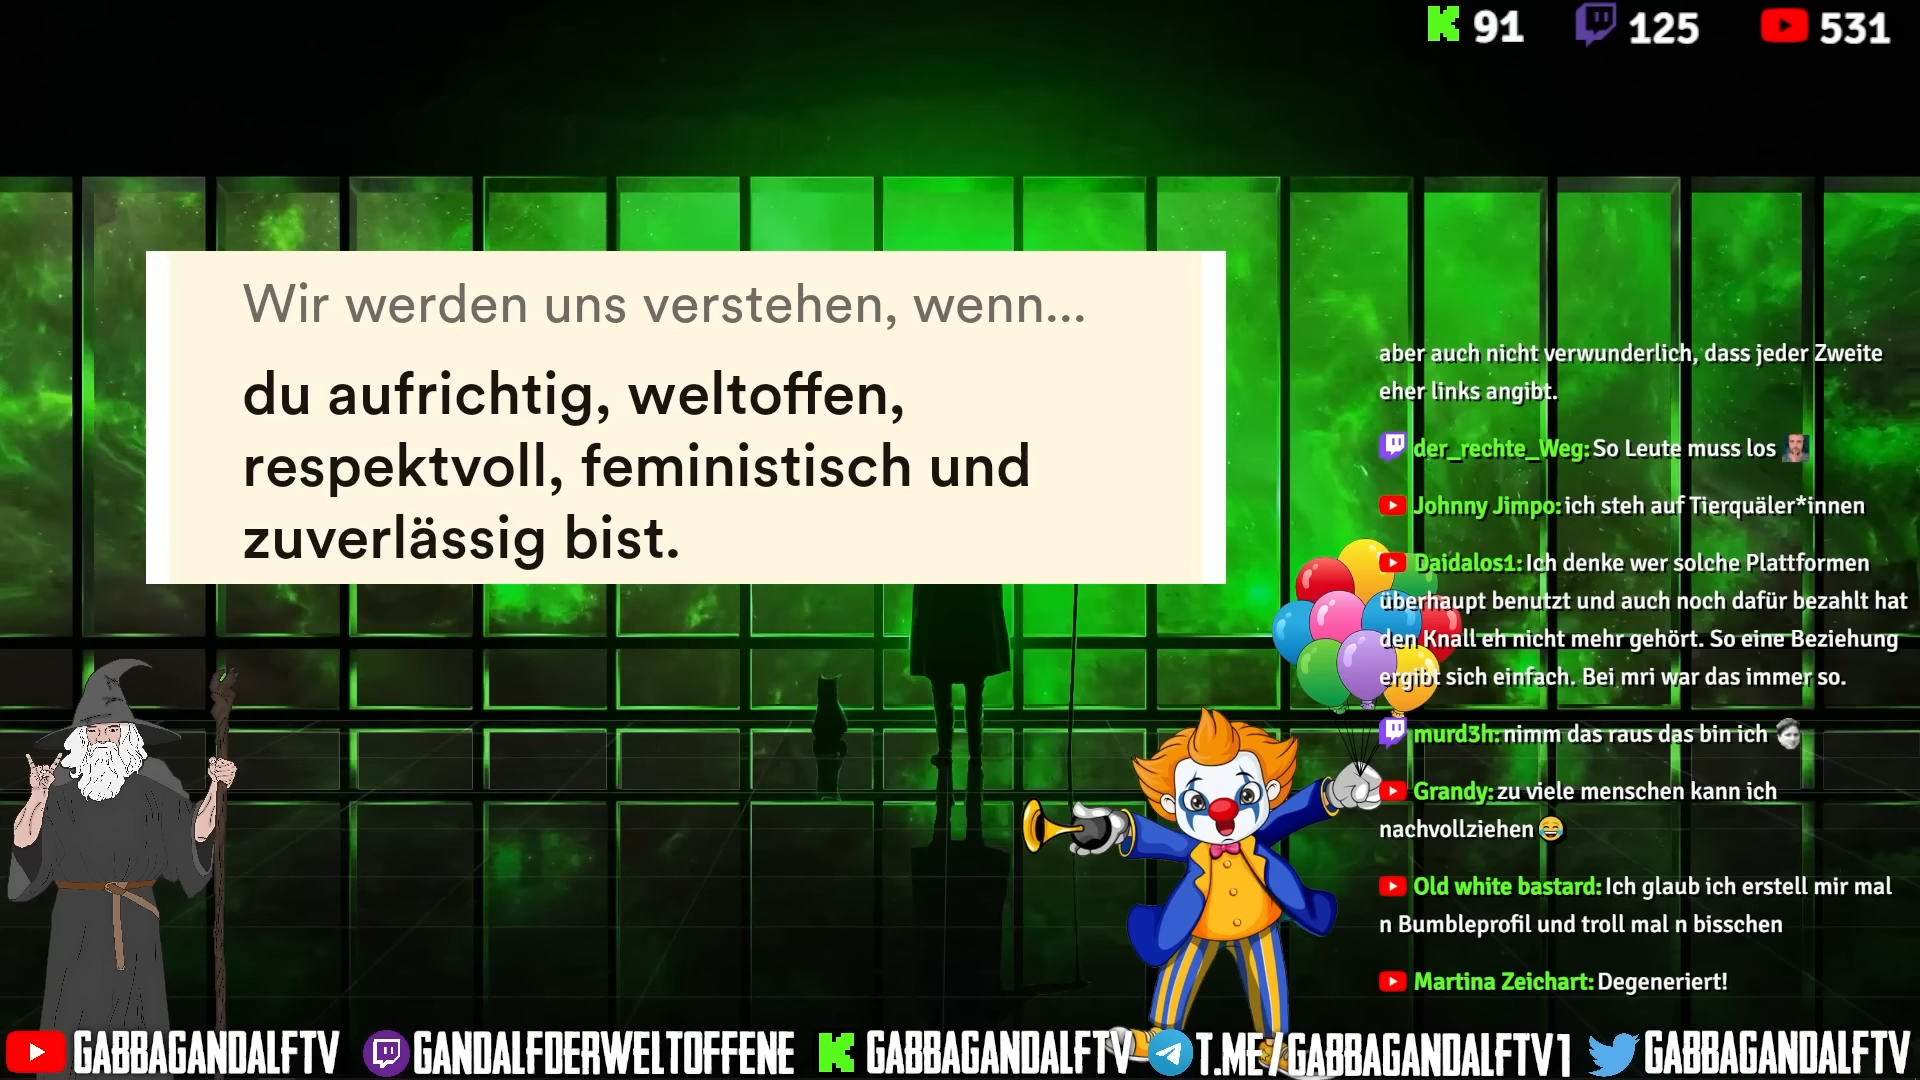 91
125
531
Wir werden uns verstehen, wenn...
du aufrichtig, weltoffen,
respektvoll, feministisch und
zuverlässig bist.
aber auch nicht verwunderlich, dass jeder Zweite
eher links angibt.
der_rechte_Weg: So Leute muss los
Johnny Jimpo: ich steh auf Tierquäler*innen
Daidalos1: Ich denke wer solche Plattformen
überhaupt benutzt und auch noch dafür bezahlt hat
den Knall eh nicht mehr gehört. So eine Beziehung
ergibt sich einfach. Bei mri war das immer so.
murd3h: nimm das raus das bin ich
Grandy: zu viele menschen kann ich
nachvollziehen 😂
Old white bastard: Ich glaub ich erstell mir mal
n Bumbleprofil und troll mal n bisschen
Martina Zeichart: Degeneriert!
GABBAGANDALFTV GANDALFDERWELTOFFENE GABBAGANDALFTV T.ME/GABBAGANDALFTV1 GABBAGANDALFTV